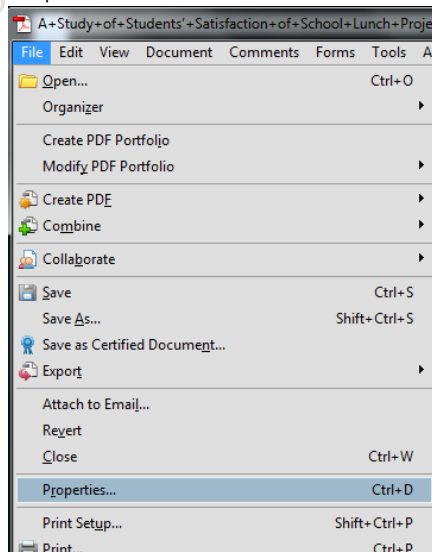 A+Study+of+Students'+Satisfaction+of+School+Lunch+Proje
File Edit View Document Comments Forms Tools A
Open... Ctrl+O
Organizer
Create PDF Portfolio
Modify PDF Portfolio
Create PDF
Combine
Collaborate
Save Ctrl+S
Save As... Shift+Ctrl+S
Save as Certified Document...
Export
Attach to Email...
Revert
Close Ctrl+W
Properties... Ctrl+D
Print Setup... Shift+Ctrl+P
Print... Ctrl+P